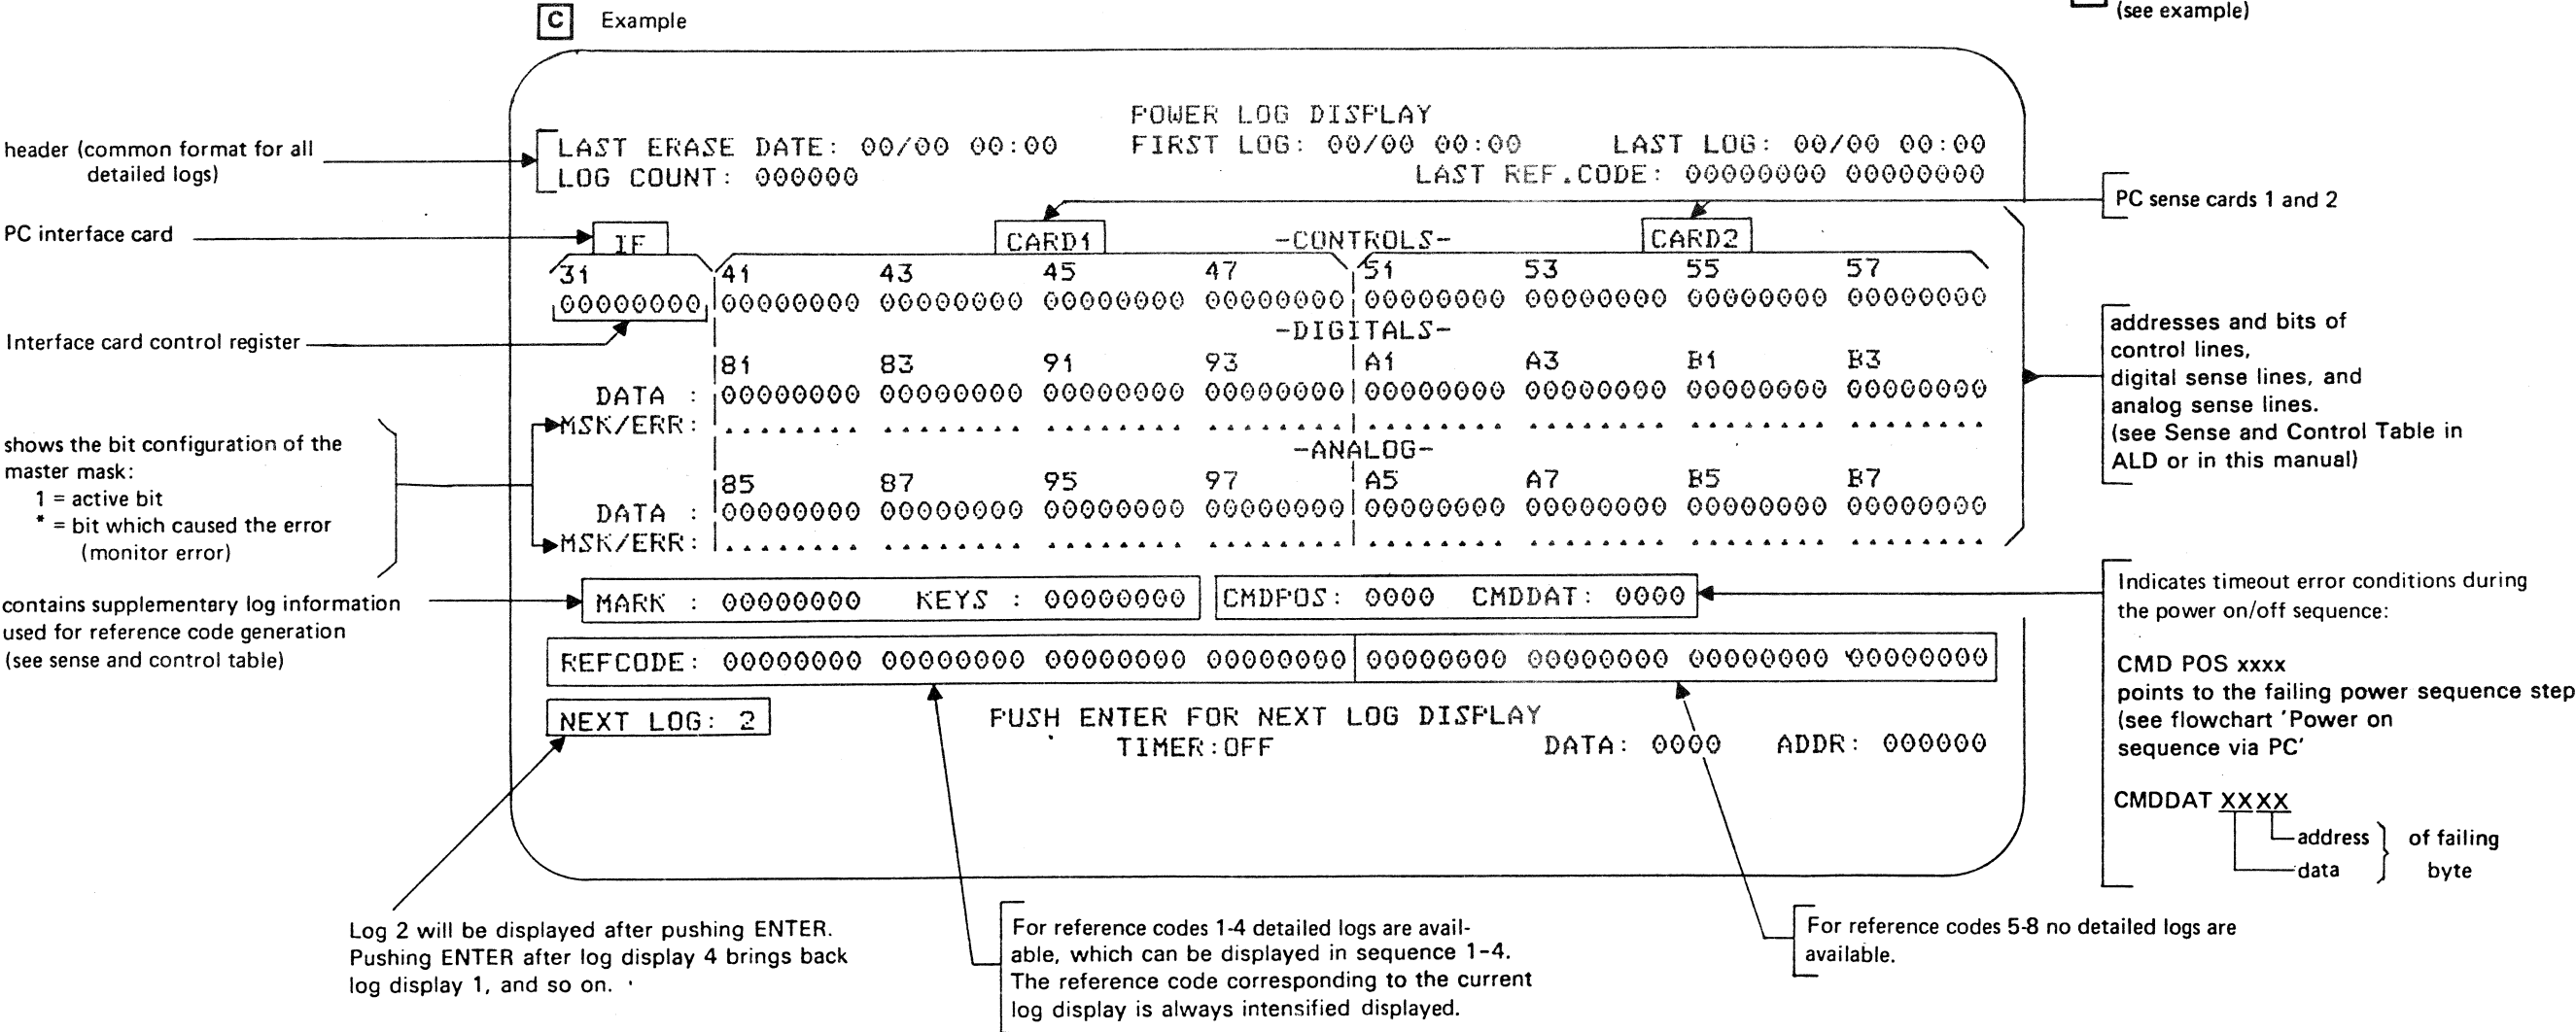 C Example
(see example)
POWER LOG DISPLAY
LAST ERASE DATE: 00/00 00:00 FIRST LOG: 00/00 00:00 LAST LOG: 00/00 00:00
LOG COUNT: 000000 LAST REF.CODE: 00000000 00000000
header (common format for all
detailed logs)
PC sense cards 1 and 2
PC interface card
IF CARD1 -CONTROLS- CARD2
31 41 43 45 47 51 53 55 57
00000000 00000000 00000000 00000000 00000000 00000000 00000000 00000000 00000000
Interface card control register
-DIGITALS-
81 83 91 93 A1 A3 B1 B3
DATA : 00000000 00000000 00000000 00000000 00000000 00000000 00000000 00000000
MSK/ERR: ........ ........ ........ ........ ........ ........ ........ ........
-ANALOG-
85 87 95 97 A5 A7 B5 B7
DATA : 00000000 00000000 00000000 00000000 00000000 00000000 00000000 00000000
MSK/ERR: ........ ........ ........ ........ ........ ........ ........ ........
addresses and bits of
control lines,
digital sense lines, and
analog sense lines.
(see Sense and Control Table in
ALD or in this manual)
shows the bit configuration of the
master mask:
1 = active bit
* = bit which caused the error
(monitor error)
contains supplementary log information
used for reference code generation
(see sense and control table)
MARK : 00000000 KEYS : 00000000 CMDPOS: 0000 CMDDAT: 0000
REFCODE: 00000000 00000000 00000000 00000000 00000000 00000000 00000000 00000000
NEXT LOG: 2 PUSH ENTER FOR NEXT LOG DISPLAY
TIMER:OFF DATA: 0000 ADDR: 000000
Indicates timeout error conditions during
the power on/off sequence:
CMD POS xxxx
points to the failing power sequence step
(see flowchart 'Power on
sequence via PC'
CMDDAT XXXX
address } of failing
data byte
Log 2 will be displayed after pushing ENTER.
Pushing ENTER after log display 4 brings back
log display 1, and so on.
For reference codes 1-4 detailed logs are avail-
able, which can be displayed in sequence 1-4.
The reference code corresponding to the current
log display is always intensified displayed.
For reference codes 5-8 no detailed logs are
available.